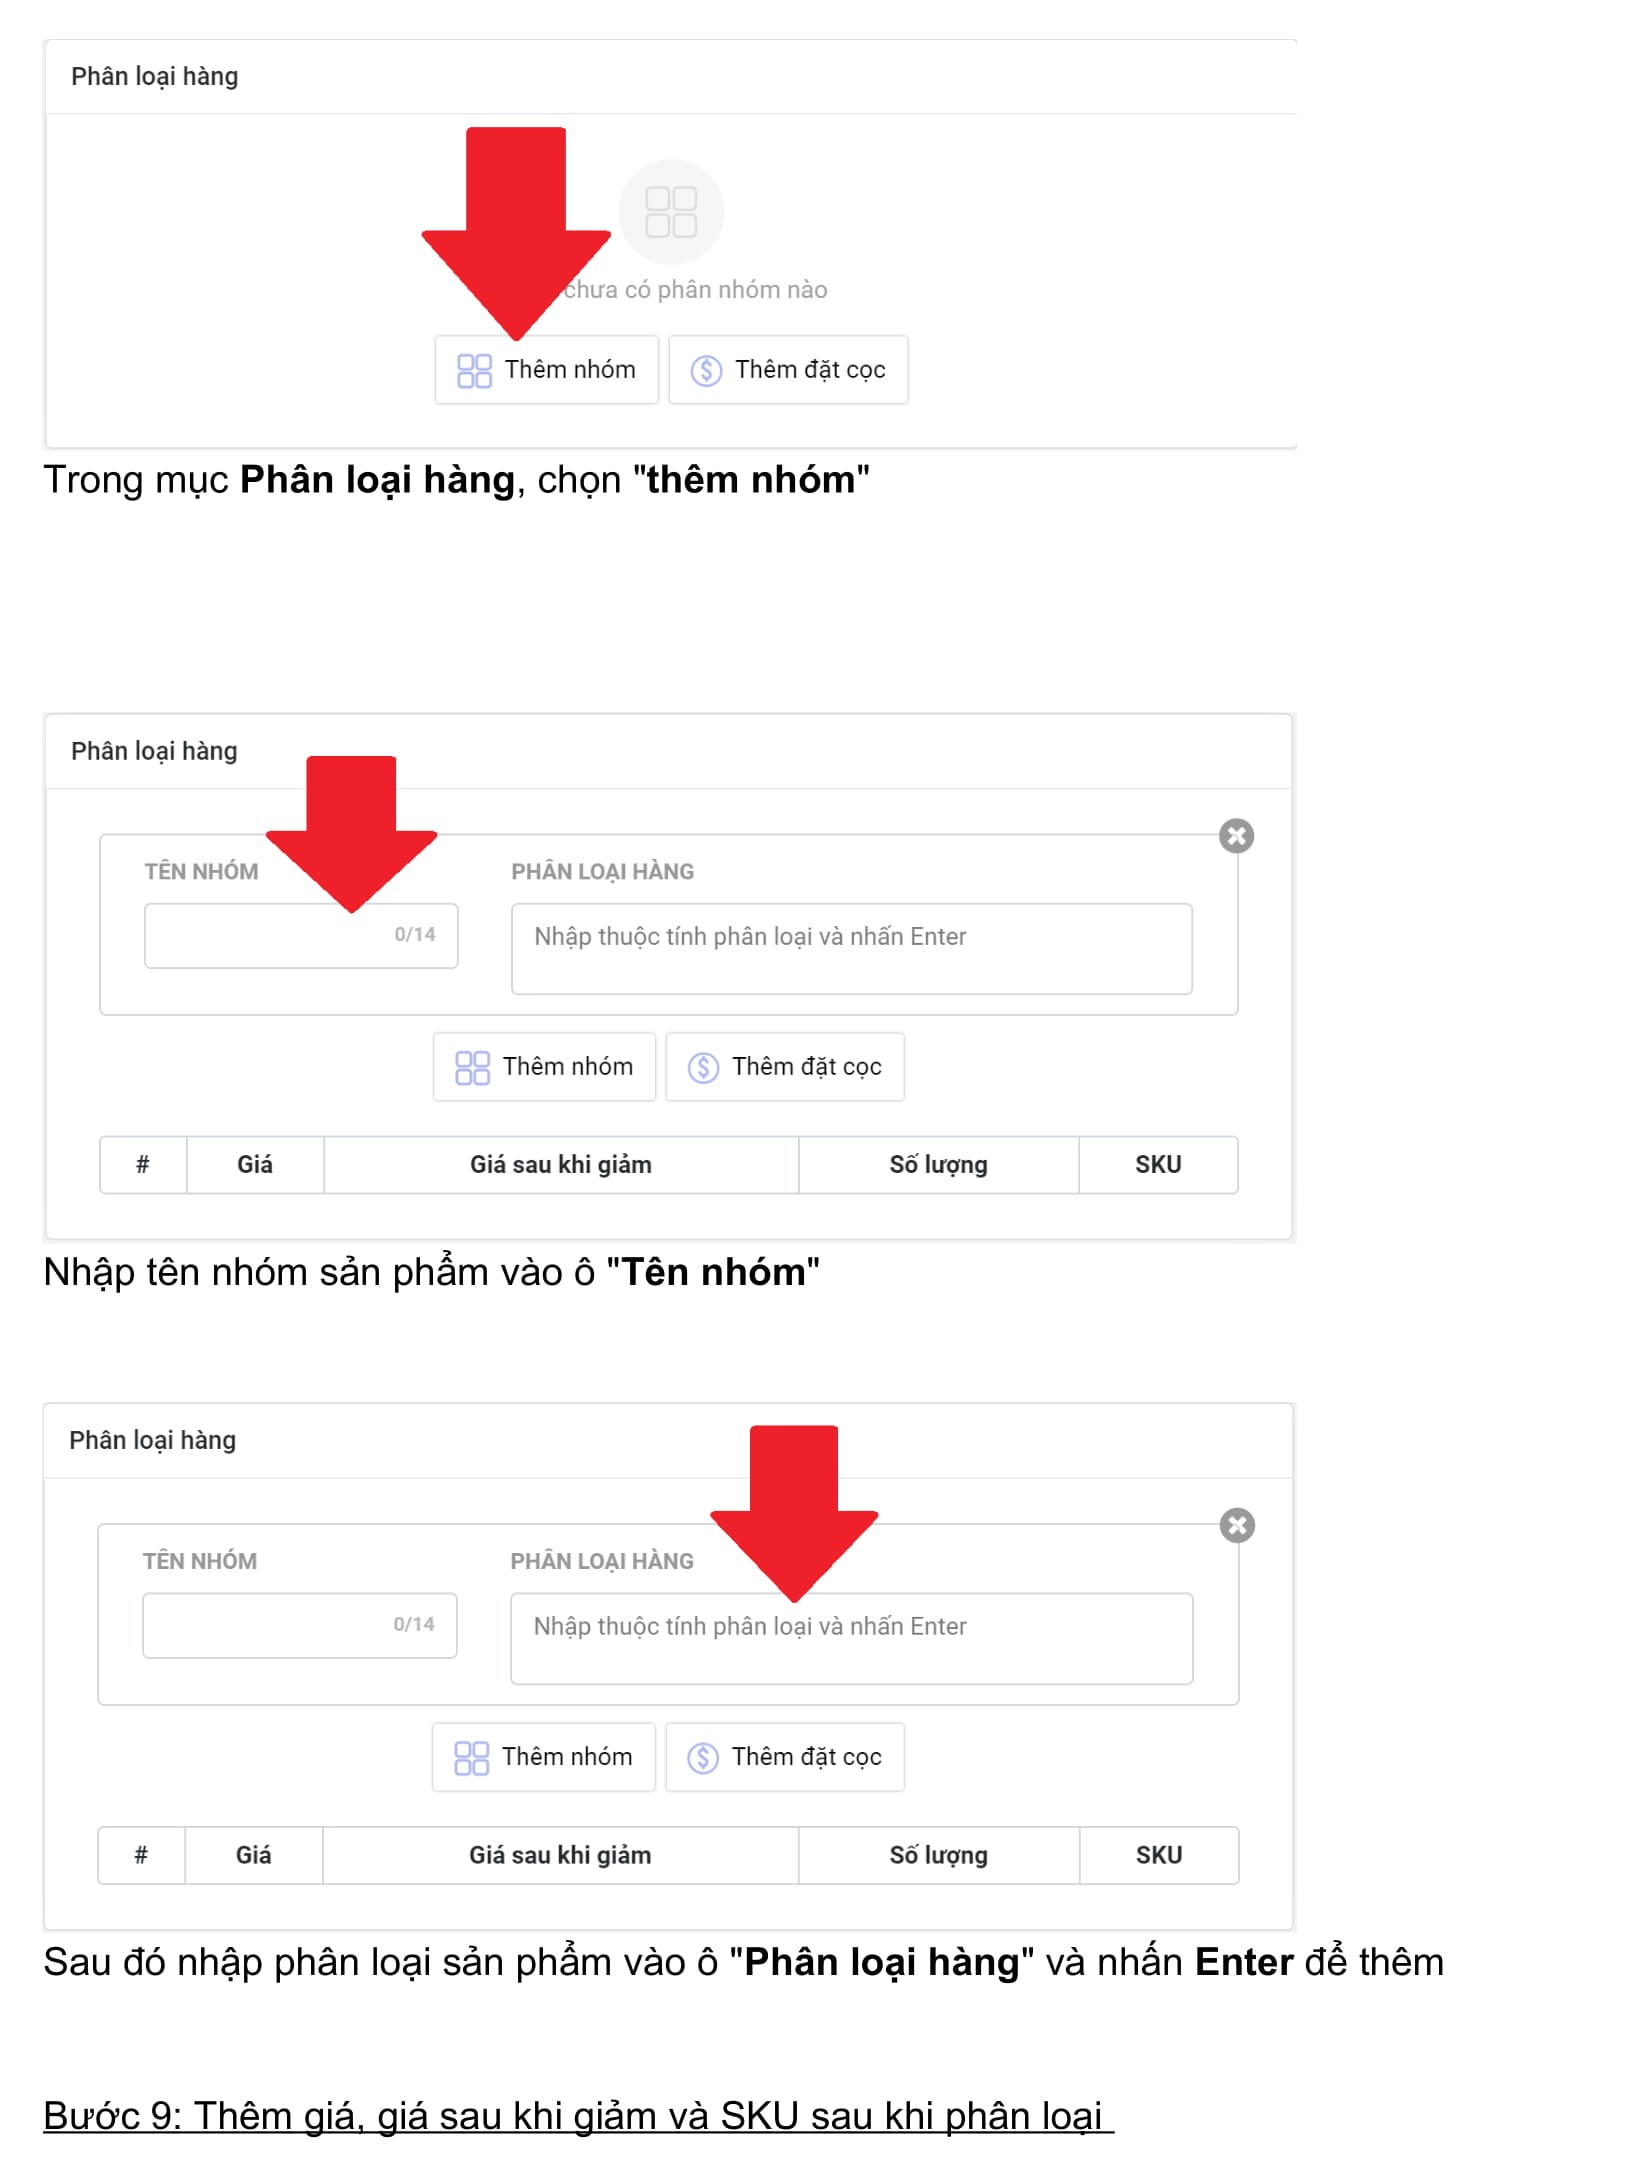 Phân loại hàng
chưa có phân nhóm nào
Thêm nhóm Thêm đặt cọc
Trong mục Phân loại hàng, chọn "thêm nhóm"
Phân loại hàng
TÊN NHÓM PHÂN LOẠI HÀNG
0/14 Nhập thuộc tính phân loại và nhấn Enter
Thêm nhóm Thêm đặt cọc
# Giá Giá sau khi giảm Số lượng SKU
Nhập tên nhóm sản phẩm vào ô "Tên nhóm"
Phân loại hàng
TÊN NHÓM PHÂN LOẠI HÀNG
0/14 Nhập thuộc tính phân loại và nhấn Enter
Thêm nhóm Thêm đặt cọc
# Giá Giá sau khi giảm Số lượng SKU
Sau đó nhập phân loại sản phẩm vào ô "Phân loại hàng" và nhấn Enter để thêm
Bước 9: Thêm giá, giá sau khi giảm và SKU sau khi phân loại